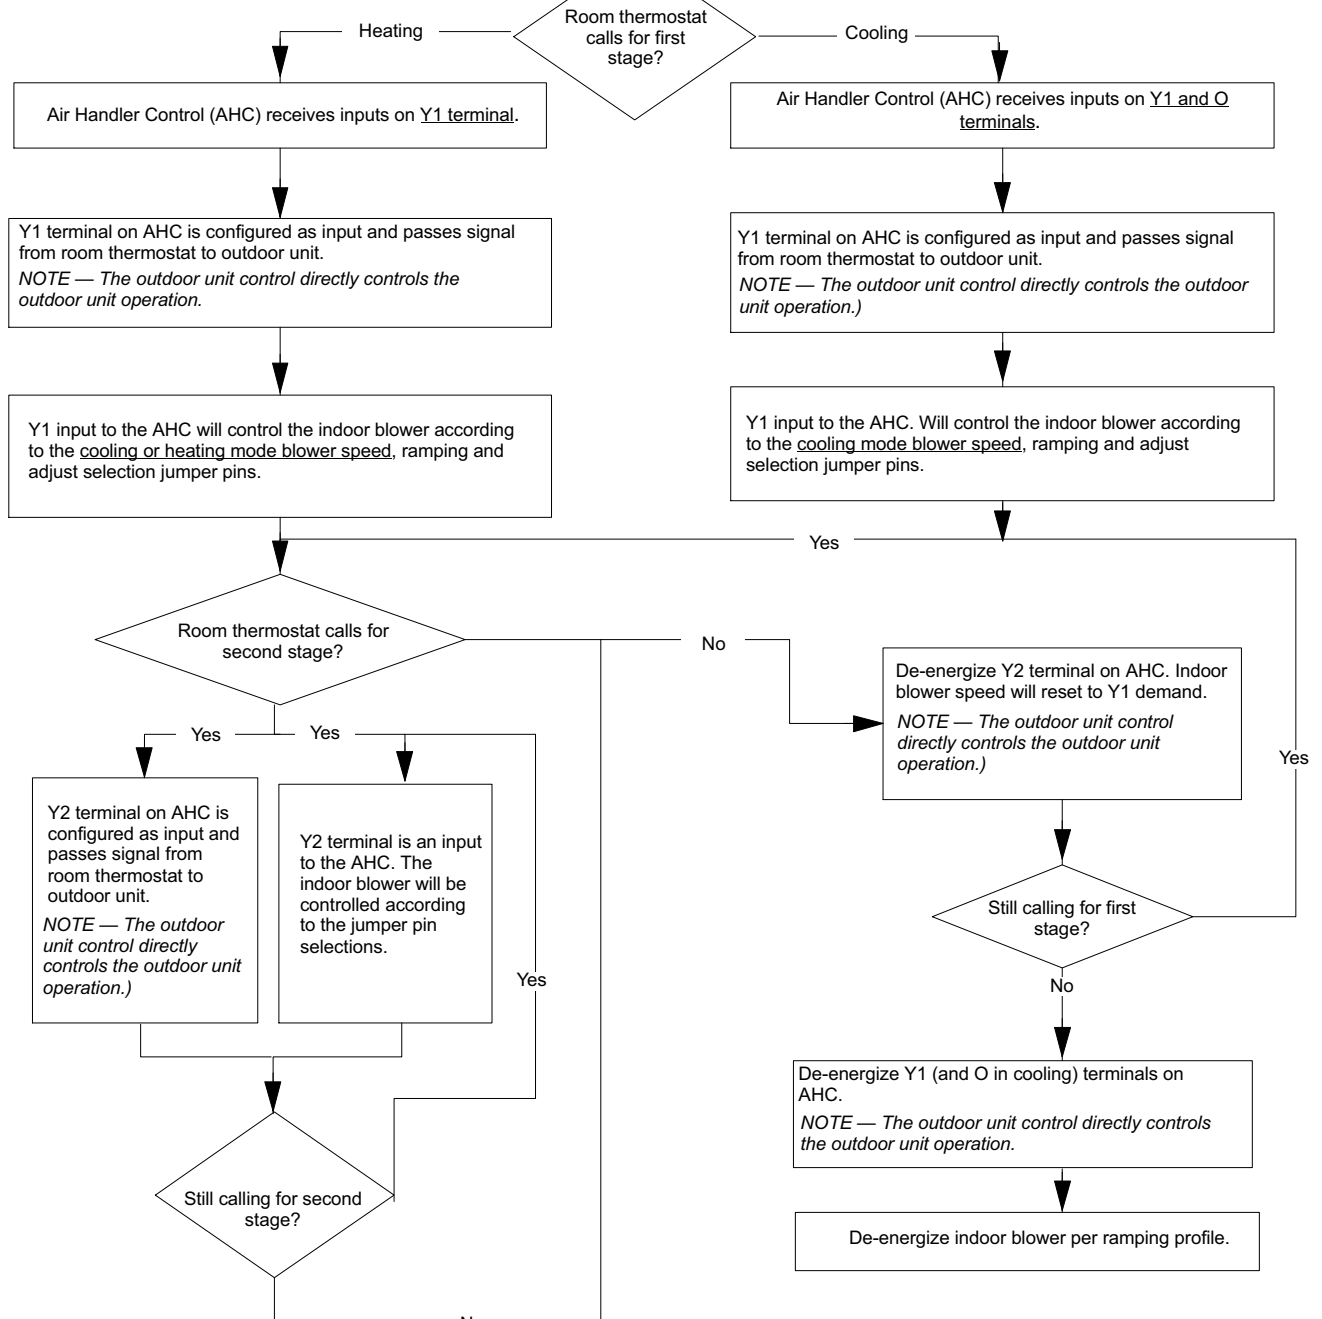 Room thermostat
calls for first
stage?
Heating
Cooling
Air Handler Control (AHC) receives inputs on Y1 terminal.
Air Handler Control (AHC) receives inputs on Y1 and O
terminals.
Y1 terminal on AHC is configured as input and passes signal
from room thermostat to outdoor unit.
NOTE — The outdoor unit control directly controls the
outdoor unit operation.
Y1 terminal on AHC is configured as input and passes signal
from room thermostat to outdoor unit.
NOTE — The outdoor unit control directly controls the outdoor
unit operation.)
Y1 input to the AHC will control the indoor blower according
to the cooling or heating mode blower speed, ramping and
adjust selection jumper pins.
Y1 input to the AHC. Will control the indoor blower according
to the cooling mode blower speed, ramping and adjust
selection jumper pins.
Yes
Room thermostat calls for
second stage?
No
De-energize Y2 terminal on AHC. Indoor
blower speed will reset to Y1 demand.
NOTE — The outdoor unit control
directly controls the outdoor unit
operation.)
Yes
Yes
Yes
Y2 terminal on AHC is
configured as input and
passes signal from
room thermostat to
outdoor unit.
NOTE — The outdoor
unit control directly
controls the outdoor unit
operation.)
Y2 terminal is an input
to the AHC. The
indoor blower will be
controlled according
to the jumper pin
selections.
Yes
Still calling for first
stage?
No
De-energize Y1 (and O in cooling) terminals on
AHC.
NOTE — The outdoor unit control directly controls
the outdoor unit operation.
Still calling for second
stage?
De-energize indoor blower per ramping profile.